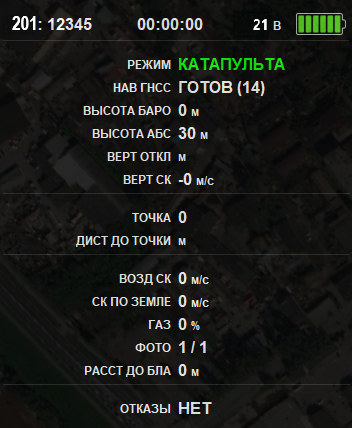 201: 12345 00:00:00 21 В
РЕЖИМ КАТАПУЛЬТА
НАВ ГНСС ГОТОВ (14)
ВЫСОТА БАРО 0 м
ВЫСОТА АБС 30 м
ВЕРТ ОТКЛ м
ВЕРТ СК -0 м/с
ТОЧКА 0
ДИСТ ДО ТОЧКИ м
ВОЗД СК 0 м/с
СК ПО ЗЕМЛЕ 0 м/с
ГАЗ 0 %
ФОТО 1 / 1
РАССТ ДО БЛА 0 м
ОТКАЗЫ НЕТ